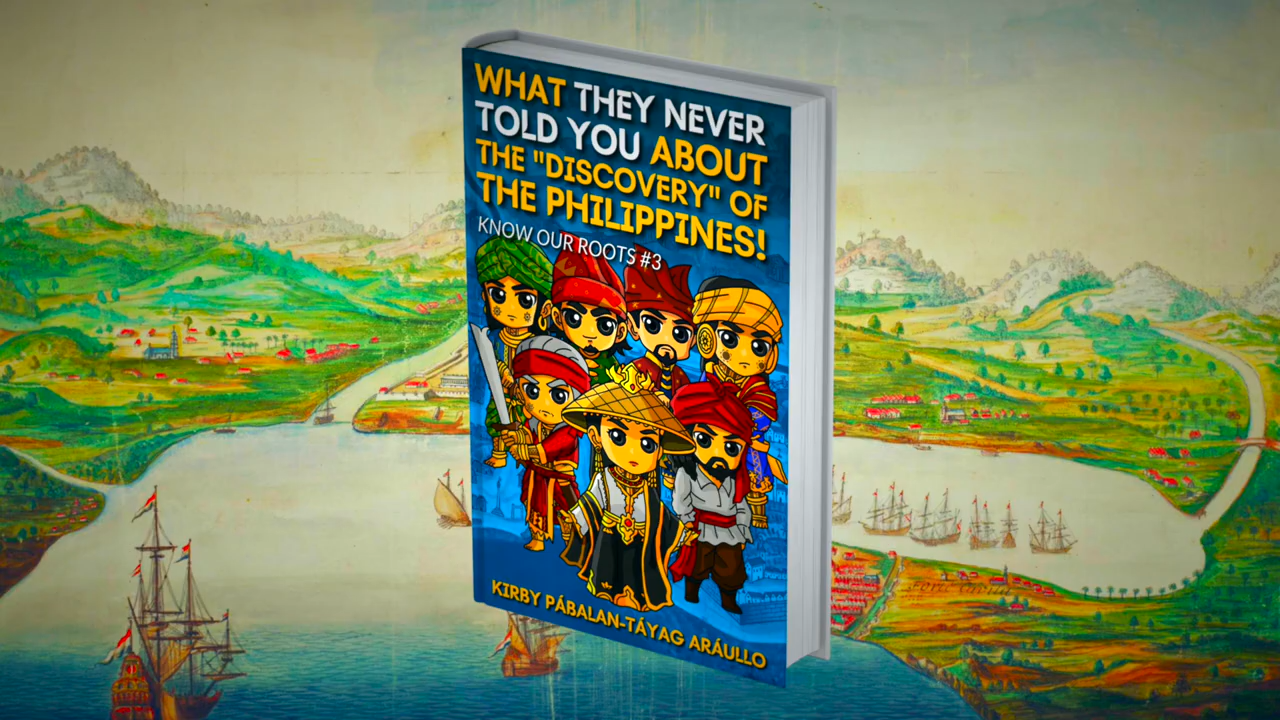 WHAT THEY NEVER
TOLD YOU ABOUT
THE "DISCOVERY" OF
THE PHILIPPINES!
KNOW OUR ROOTS #3
KIRBY PÁBALAN-TÁYAG ARÁULLO